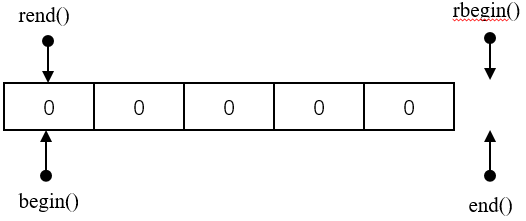 rend()
rbegin()
0 0 0 0 0
begin()
end()